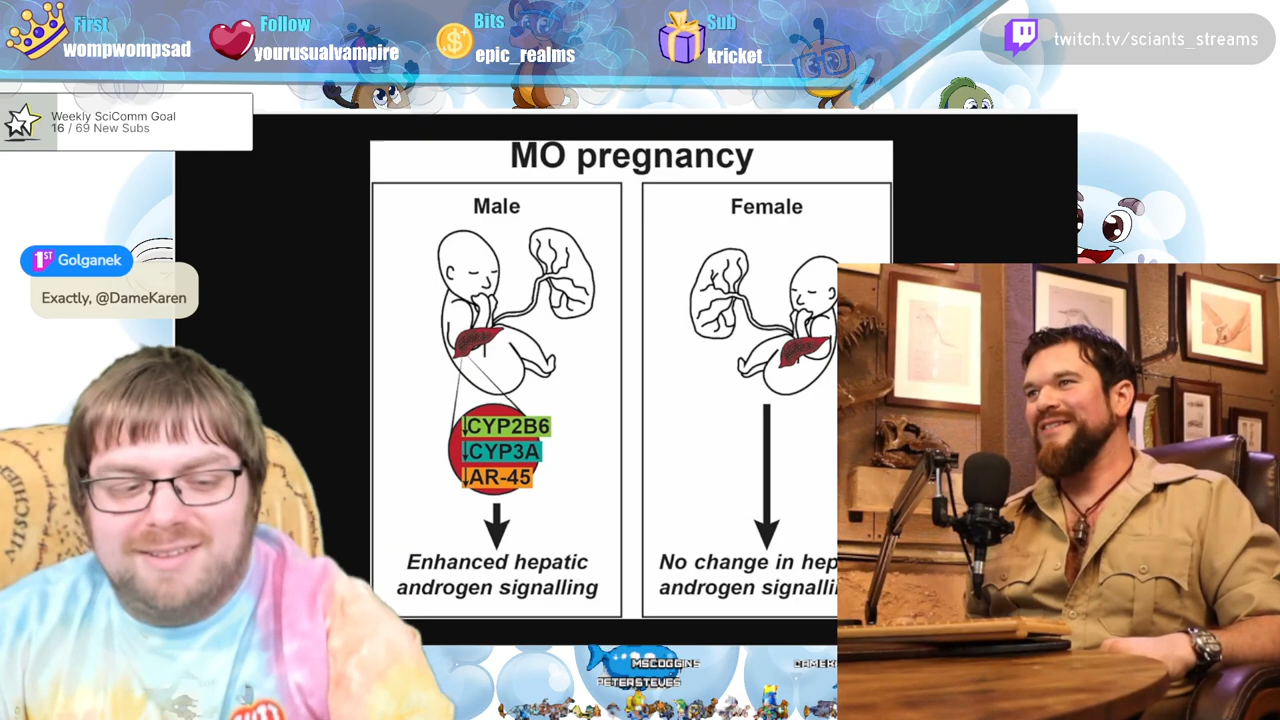 First
wompwompsad
Follow
yourusualvampire
Bits
epic_realms
Sub
kricket____
twitch.tv/sciants_streams
Weekly SciComm Goal
16 / 69 New Subs
MO pregnancy
Male
Female
1ST Golganek
Exactly, @DameKaren
↓CYP2B6
↓CYP3A
↓AR-45
Enhanced hepatic
androgen signalling
No change in hep
androgen signalli
MSCOGGINS
PETERSTEVES